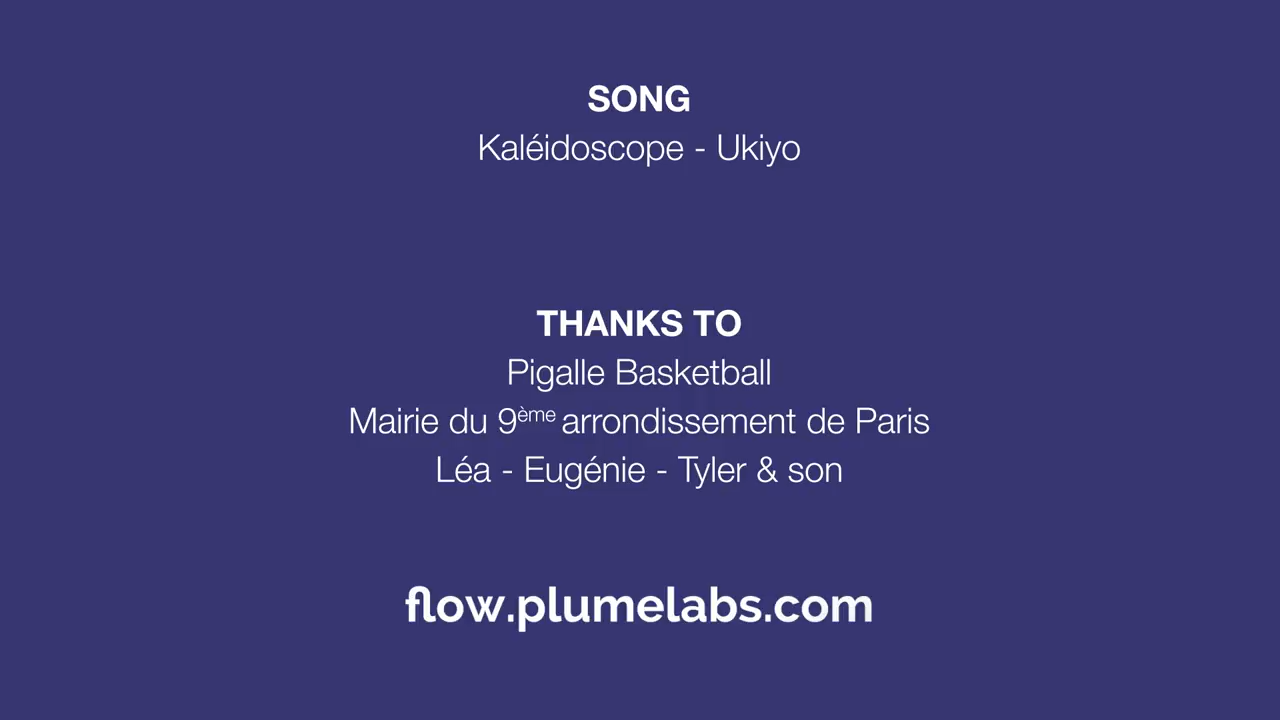 SONG
Kaléidoscope - Ukiyo
THANKS TO
Pigalle Basketball
Mairie du 9ème arrondissement de Paris
Léa - Eugénie - Tyler & son
flow.plumelabs.com